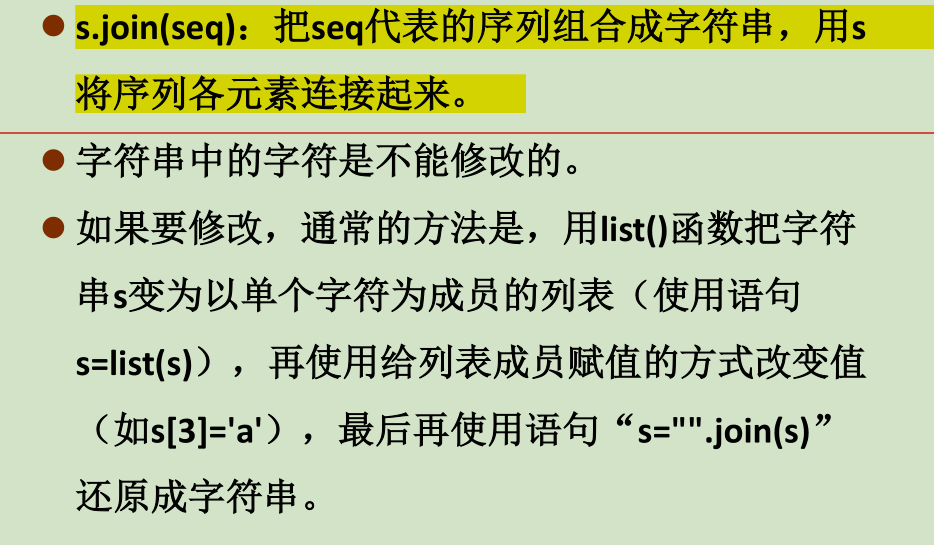 ● s.join(seq)：把seq代表的序列组合成字符串，用s
将序列各元素连接起来。
● 字符串中的字符是不能修改的。
● 如果要修改，通常的方法是，用list()函数把字符
串s变为以单个字符为成员的列表（使用语句
s=list(s)），再使用给列表成员赋值的方式改变值
（如s[3]='a'），最后再使用语句“s="".join(s)”
还原成字符串。